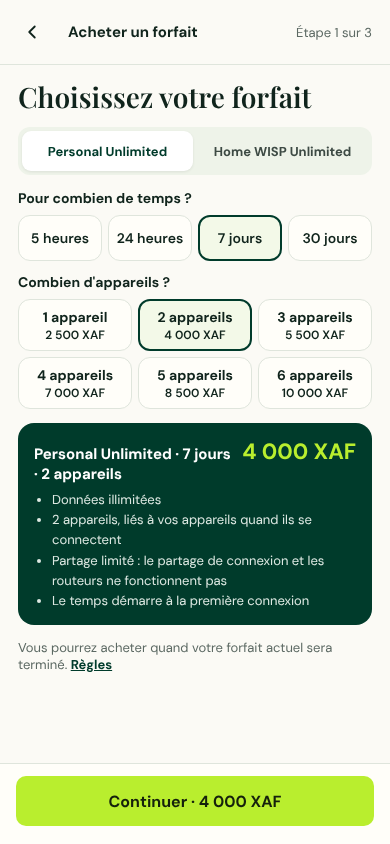 Acheter un forfait
Étape 1 sur 3
Choisissez votre forfait
Personal Unlimited
Home WISP Unlimited
Pour combien de temps ?
5 heures
24 heures
7 jours
30 jours
Combien d'appareils ?
1 appareil
2 500 XAF
2 appareils
4 000 XAF
3 appareils
5 500 XAF
4 appareils
7 000 XAF
5 appareils
8 500 XAF
6 appareils
10 000 XAF
Personal Unlimited · 7 jours
· 2 appareils
4 000 XAF
• Données illimitées
• 2 appareils, liés à vos appareils quand ils se
connectent
• Partage limité : le partage de connexion et les
routeurs ne fonctionnent pas
• Le temps démarre à la première connexion
Vous pourrez acheter quand votre forfait actuel sera
terminé. Règles
Continuer · 4 000 XAF